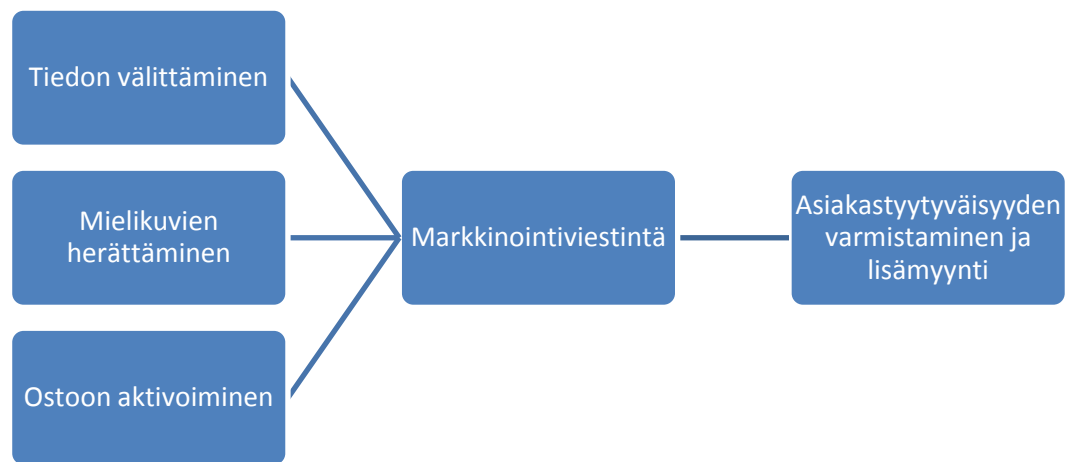 Tiedon välittäminen
Mielikuvien
herättäminen
Ostoon aktivoiminen
Markkinointiviestintä
Asiakastyytyväisyyden
varmistaminen ja
lisämyynti